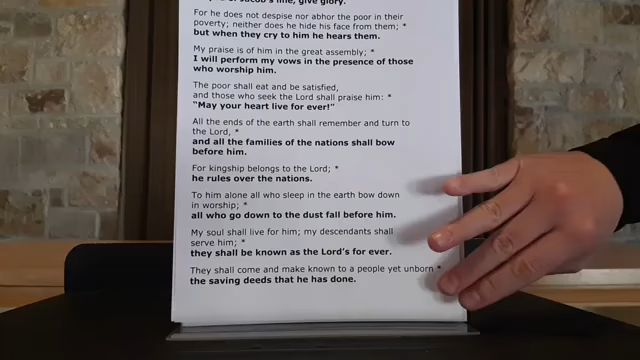 of Jacob's line, give glory.
For he does not despise nor abhor the poor in their
poverty; neither does he hide his face from them; *
but when they cry to him he hears them.
My praise is of him in the great assembly; *
I will perform my vows in the presence of those
who worship him.
The poor shall eat and be satisfied,
and those who seek the Lord shall praise him: *
"May your heart live for ever!"
All the ends of the earth shall remember and turn to
the Lord, *
and all the families of the nations shall bow
before him.
For kingship belongs to the Lord; *
he rules over the nations.
To him alone all who sleep in the earth bow down
in worship; *
all who go down to the dust fall before him.
My soul shall live for him; my descendants shall
serve him; *
they shall be known as the Lord's for ever.
They shall come and make known to a people yet unborn *
the saving deeds that he has done.